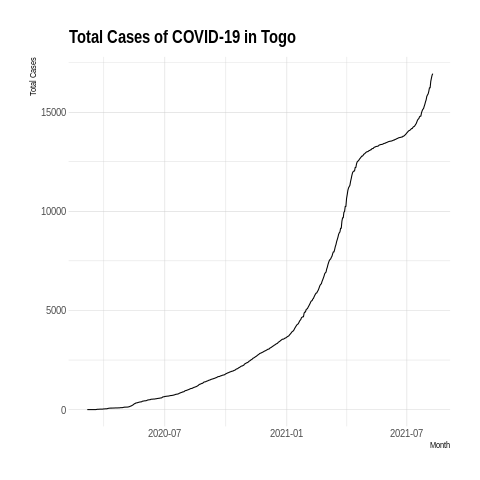 Total Cases of COVID-19 in Togo
Total Cases
15000
10000
5000
0
2020-07
2021-01
2021-07
Month